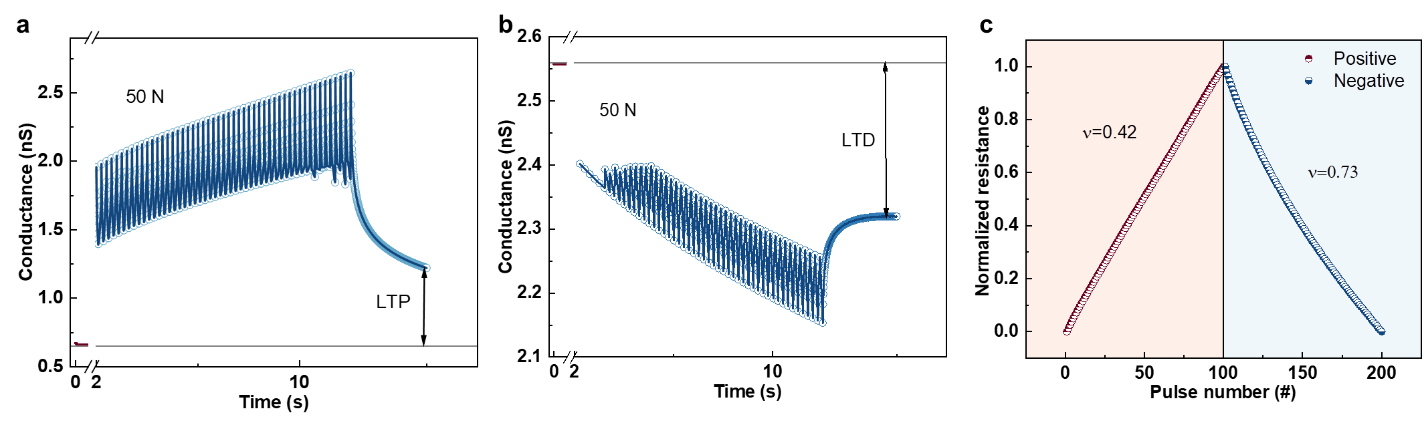 a
50 N
LTP
Conductance (nS)
2.5
2.0
1.5
1.0
0.5
0
2
10
Time (s)
b
50 N
LTD
Conductance (nS)
2.6
2.5
2.4
2.3
2.2
2.1
0
2
10
Time (s)
c
Positive
Negative
ν=0.42
ν=0.73
Normalized resistance
1.0
0.8
0.6
0.4
0.2
0.0
0
50
100
150
200
Pulse number (#)